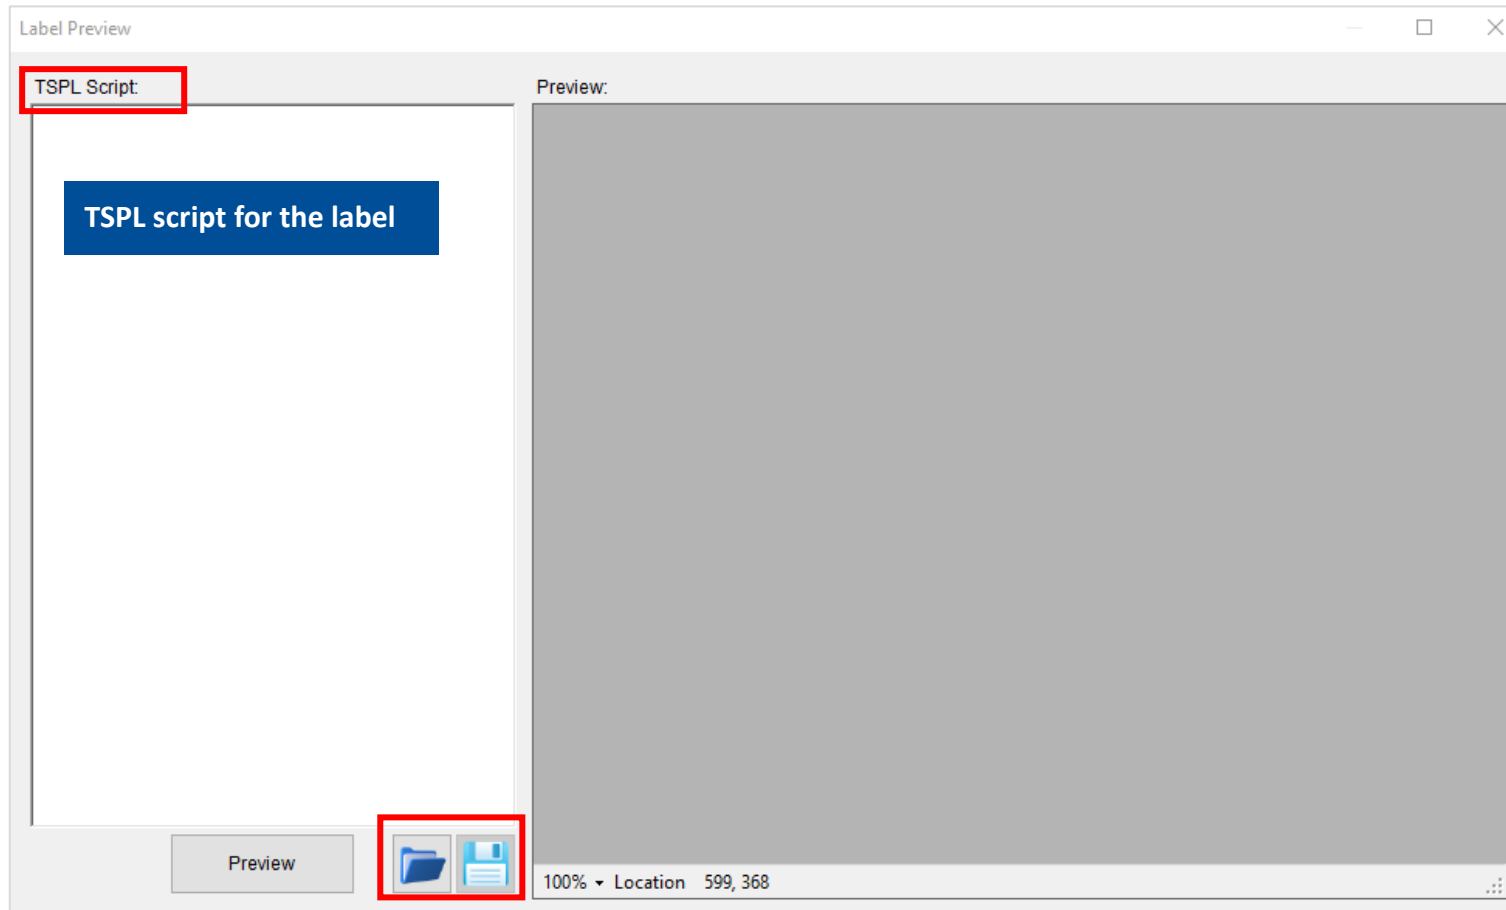 Label Preview
TSPL Script:
Preview:
TSPL script for the label
Preview
100% Location 599, 368